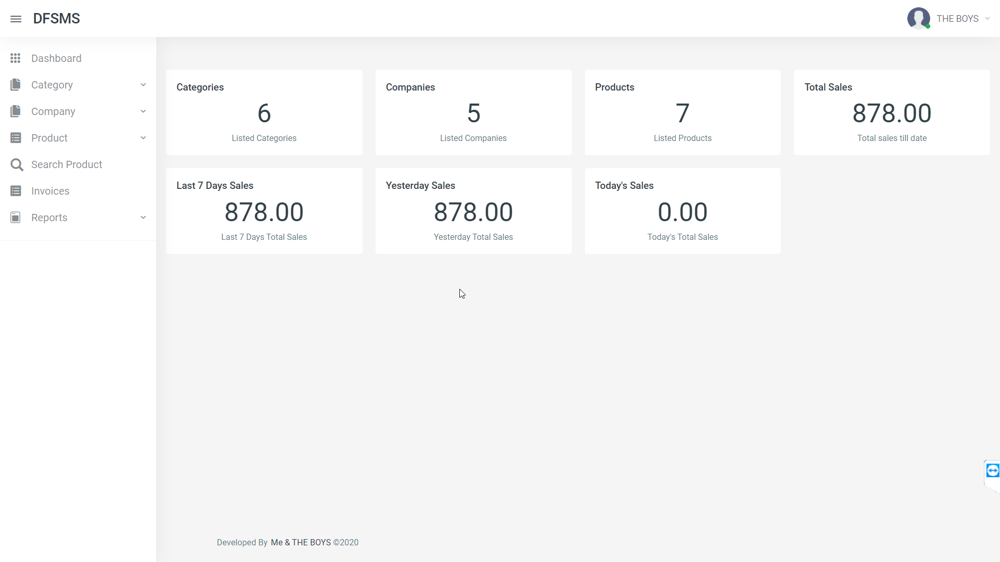 DFSMS
THE BOYS
Dashboard
Category
Company
Product
Search Product
Invoices
Reports
Categories
6
Listed Categories
Companies
5
Listed Companies
Products
7
Listed Products
Total Sales
878.00
Total sales till date
Last 7 Days Sales
878.00
Last 7 Days Total Sales
Yesterday Sales
878.00
Yesterday Total Sales
Today's Sales
0.00
Today's Total Sales
Developed By Me & THE BOYS ©2020